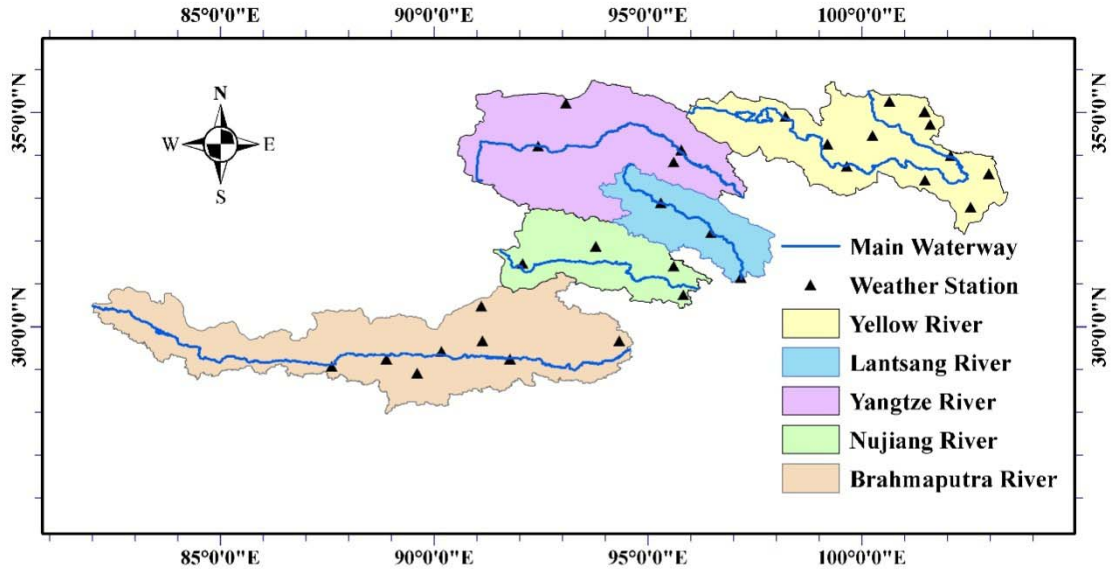 85°0'0"E 90°0'0"E 95°0'0"E 100°0'0"E
35°0'0"N
30°0'0"N
N
W E
S
Main Waterway
Weather Station
Yellow River
Lantsang River
Yangtze River
Nujiang River
Brahmaputra River
35°0'0"N
30°0'0"N
85°0'0"E 90°0'0"E 95°0'0"E 100°0'0"E